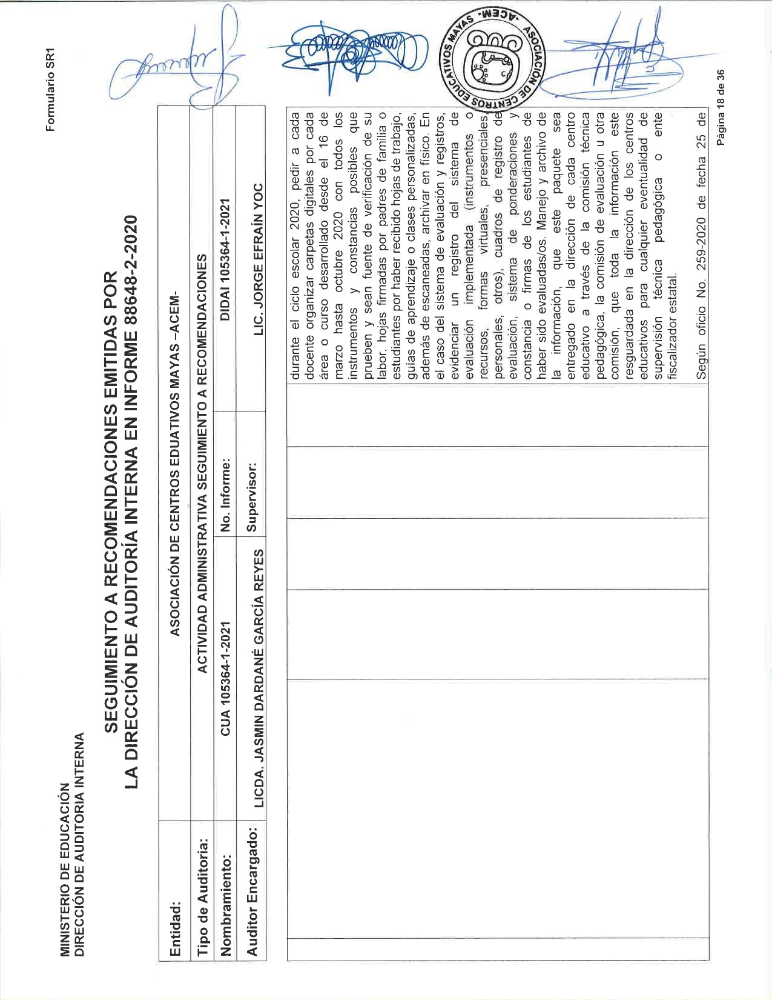 Formulario SR1
MINISTERIO DE EDUCACIÓN
DIRECCIÓN DE AUDITORIA INTERNA
SEGUIMIENTO A RECOMENDACIONES EMITIDAS POR
LA DIRECCIÓN DE AUDITORÍA INTERNA EN INFORME 88648-2-2020
Entidad: ASOCIACIÓN DE CENTROS EDUATIVOS MAYAS –ACEM-
Tipo de Auditoria: ACTIVIDAD ADMINISTRATIVA SEGUIMIENTO A RECOMENDACIONES
Nombramiento: CUA 105364-1-2021 No. Informe: DIDAI 105364-1-2021
Auditor Encargado: LICDA. JASMIN DARDANÉ GARCÍA REYES Supervisor: LIC. JORGE EFRAÍN YOC
durante el ciclo escolar 2020, pedir a cada
docente organizar carpetas digitales por cada
área o curso desarrollado desde el 16 de
marzo hasta octubre 2020 con todos los
instrumentos y constancias posibles que
prueben y sean fuente de verificación de su
labor, hojas firmadas por padres de familia o
estudiantes por haber recibido hojas de trabajo,
guías de aprendizaje o clases personalizadas,
además de escaneadas, archivar en físico. En
el caso del sistema de evaluación y registros,
evidenciar un registro del sistema de
evaluación implementada (instrumentos o
recursos, formas virtuales, presenciales,
personales, otros), cuadros de registro de
evaluación, sistema de ponderaciones y
constancia o firmas de los estudiantes de
haber sido evaluadas/os. Manejo y archivo de
la información, que este paquete sea
entregado en la dirección de cada centro
educativo a través de la comisión técnica
pedagógica, la comisión de evaluación u otra
comisión, que toda la información este
resguardada en la dirección de los centros
educativos para cualquier eventualidad de
supervisión técnica pedagógica o ente
fiscalizador estatal.
Según oficio No. 259-2020 de fecha 25 de
ASOCIACIÓN DE CENTROS EDUCATIVOS MAYAS -ACEM-
Página 18 de 36